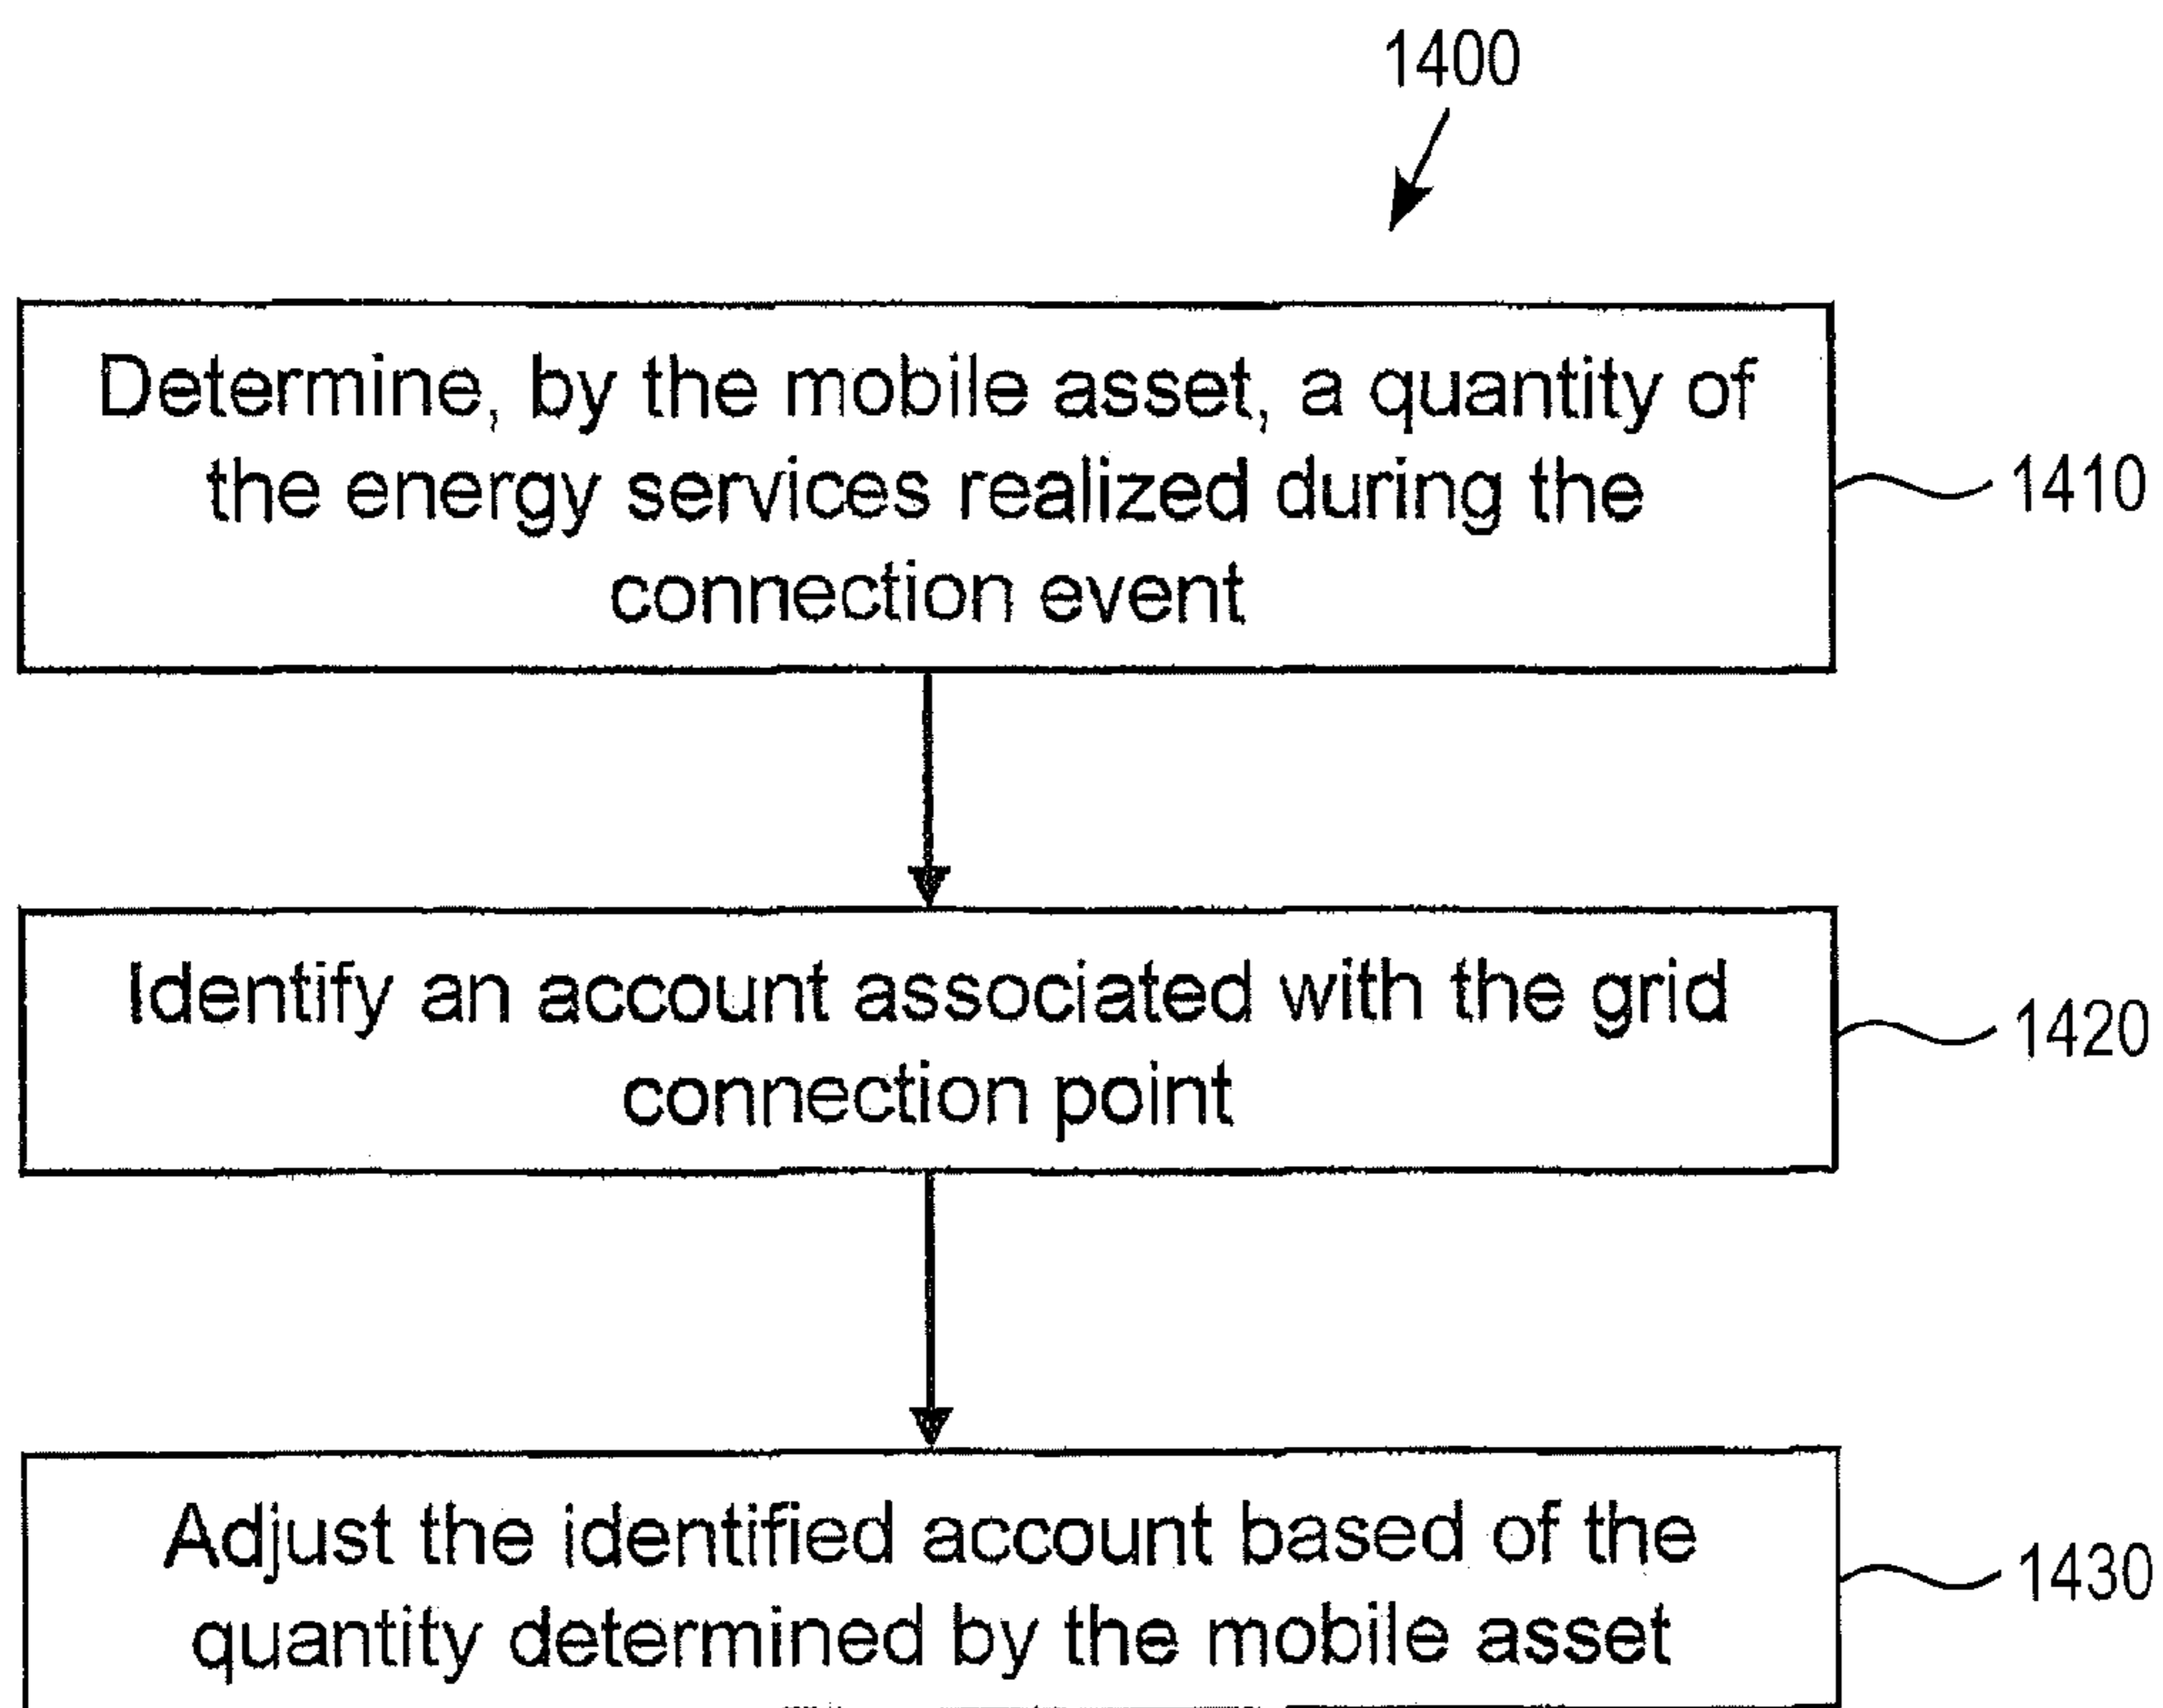 1400
Determine, by the mobile asset, a quantity of
the energy services realized during the
connection event
1410
Identify an account associated with the grid
connection point
1420
Adjust the identified account based of the
quantity determined by the mobile asset
1430